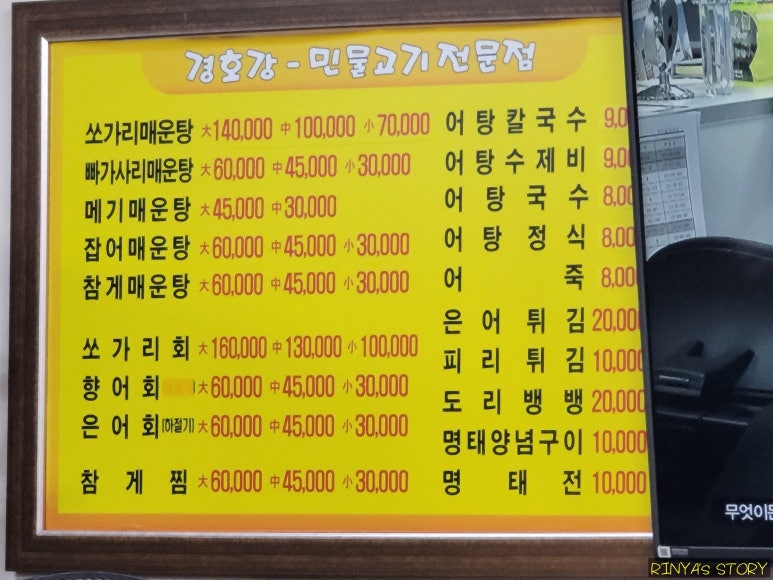 경호강 - 민물고기전문점
쏘가리매운탕 大140,000 中100,000 小70,000
빠가사리매운탕 大60,000 中45,000 小30,000
메기매운탕 大45,000 中30,000
잡어매운탕 大60,000 中45,000 小30,000
참게매운탕 大60,000 中45,000 小30,000
쏘가리회 大160,000 中130,000 小100,000
향어회 大60,000 中45,000 小30,000
은어회(하절기) 大60,000 中45,000 小30,000
참게찜 大60,000 中45,000 小30,000
어탕칼국수 9,0
어탕수제비 9,00
어탕국수 8,00
어탕정식 8,00
어죽 8,000
은어튀김 20,000
피리튀김 10,000
도리뱅뱅 20,000
명태양념구이 10,000
명태전 10,000
무엇이든
RINYA'S STORY